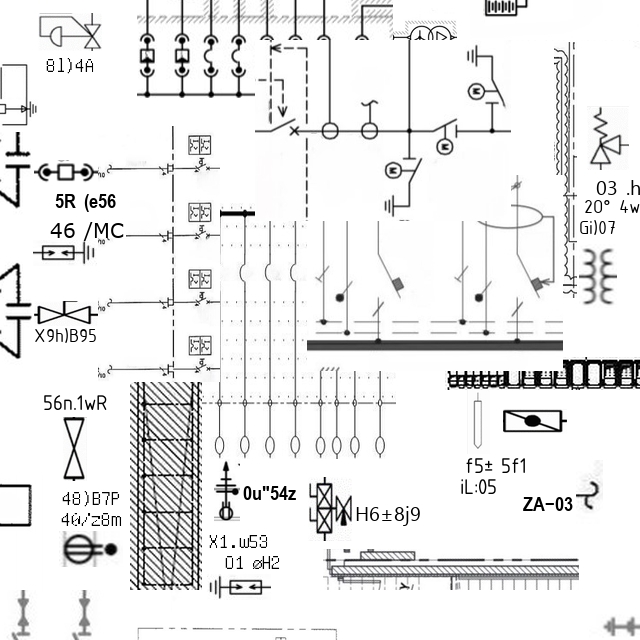 81)4A
5R (e56
46 /MC
X9h)B95
03 .h
20° 4w
Gi)07
56n.1wR
48)B7P
4@/'z8m
0u"54z
H6±8j9
X1.w53
01 øH2
f5± 5f1
iL:05
ZA-03
M
M
M
M